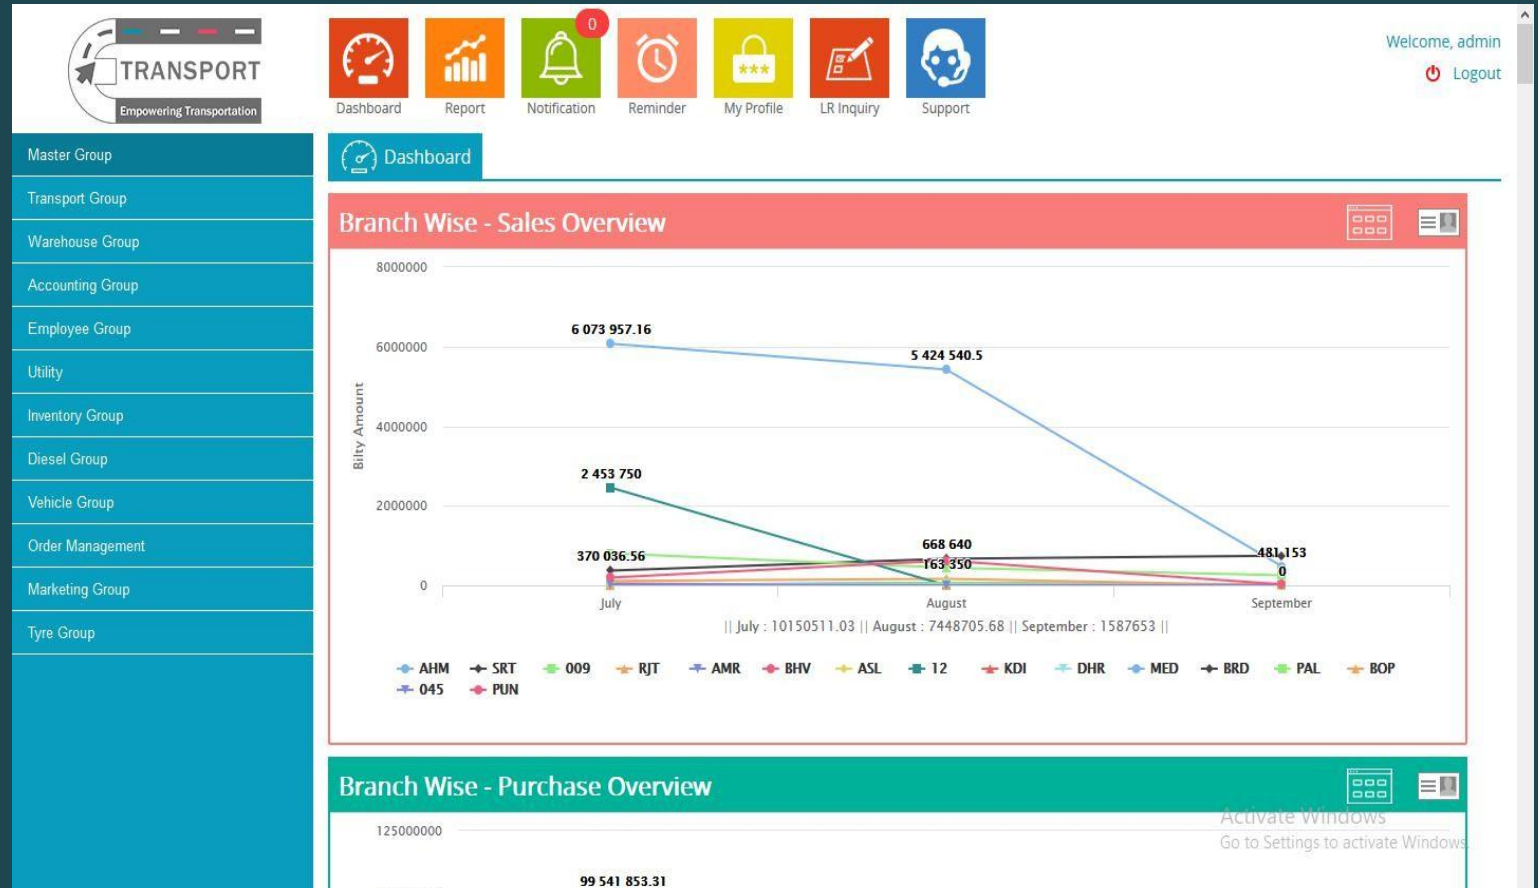 TRANSPORT
Empowering Transportation
0
***
Dashboard
Report
Notification
Reminder
My Profile
LR Inquiry
Support
Welcome, admin
Logout
Master Group
Transport Group
Warehouse Group
Accounting Group
Employee Group
Utility
Inventory Group
Diesel Group
Vehicle Group
Order Management
Marketing Group
Tyre Group
Dashboard
Branch Wise - Sales Overview
8000000
6 073 957.16
6000000
5 424 540.5
Bilty Amount
4000000
2 453 750
2000000
370 036.56
668 640
163 350
481 153
0
0
July
August
September
|| July : 10150511.03 || August : 7448705.68 || September : 1587653 ||
AHM SRT 009 RJT AMR BHV ASL 12 KDI DHR MED BRD PAL BOP
045 PUN
Branch Wise - Purchase Overview
Activate Windows
Go to Settings to activate Windows.
125000000
99 541 853.31